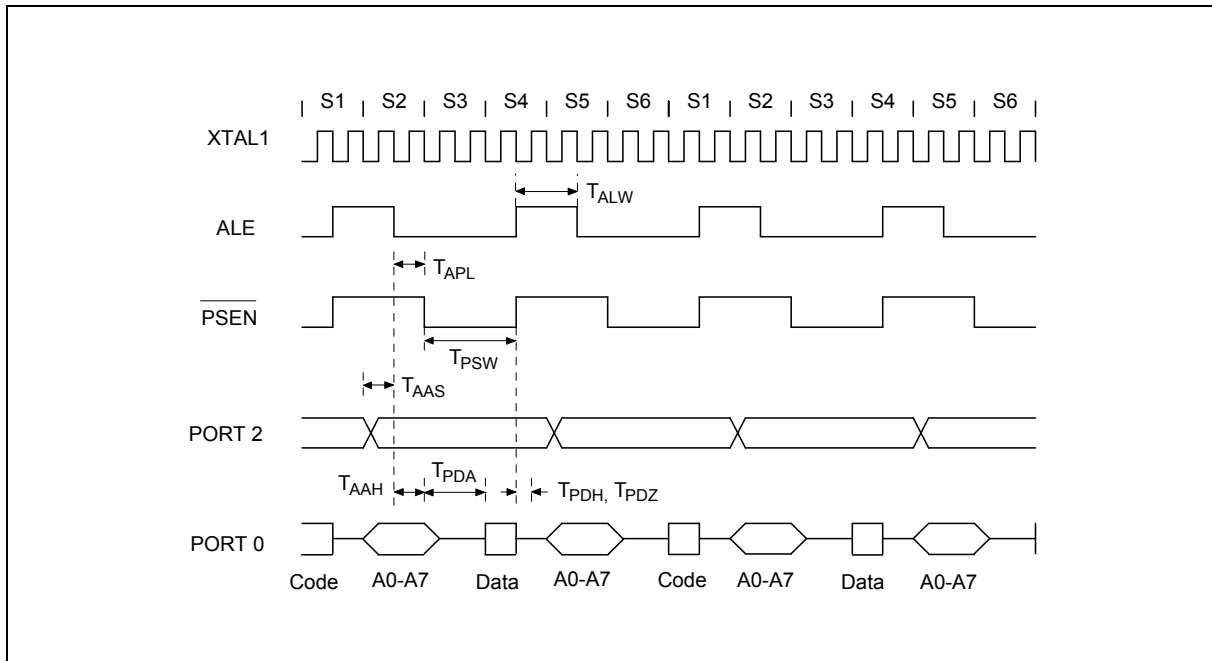 S1 S2 S3 S4 S5 S6 S1 S2 S3 S4 S5 S6
XTAL1
TALW
ALE
TAPL
PSEN
TPSW
TAAS
PORT 2
TAAH TPDA TPDH, TPDZ
PORT 0
Code A0-A7 Data A0-A7 Code A0-A7 Data A0-A7